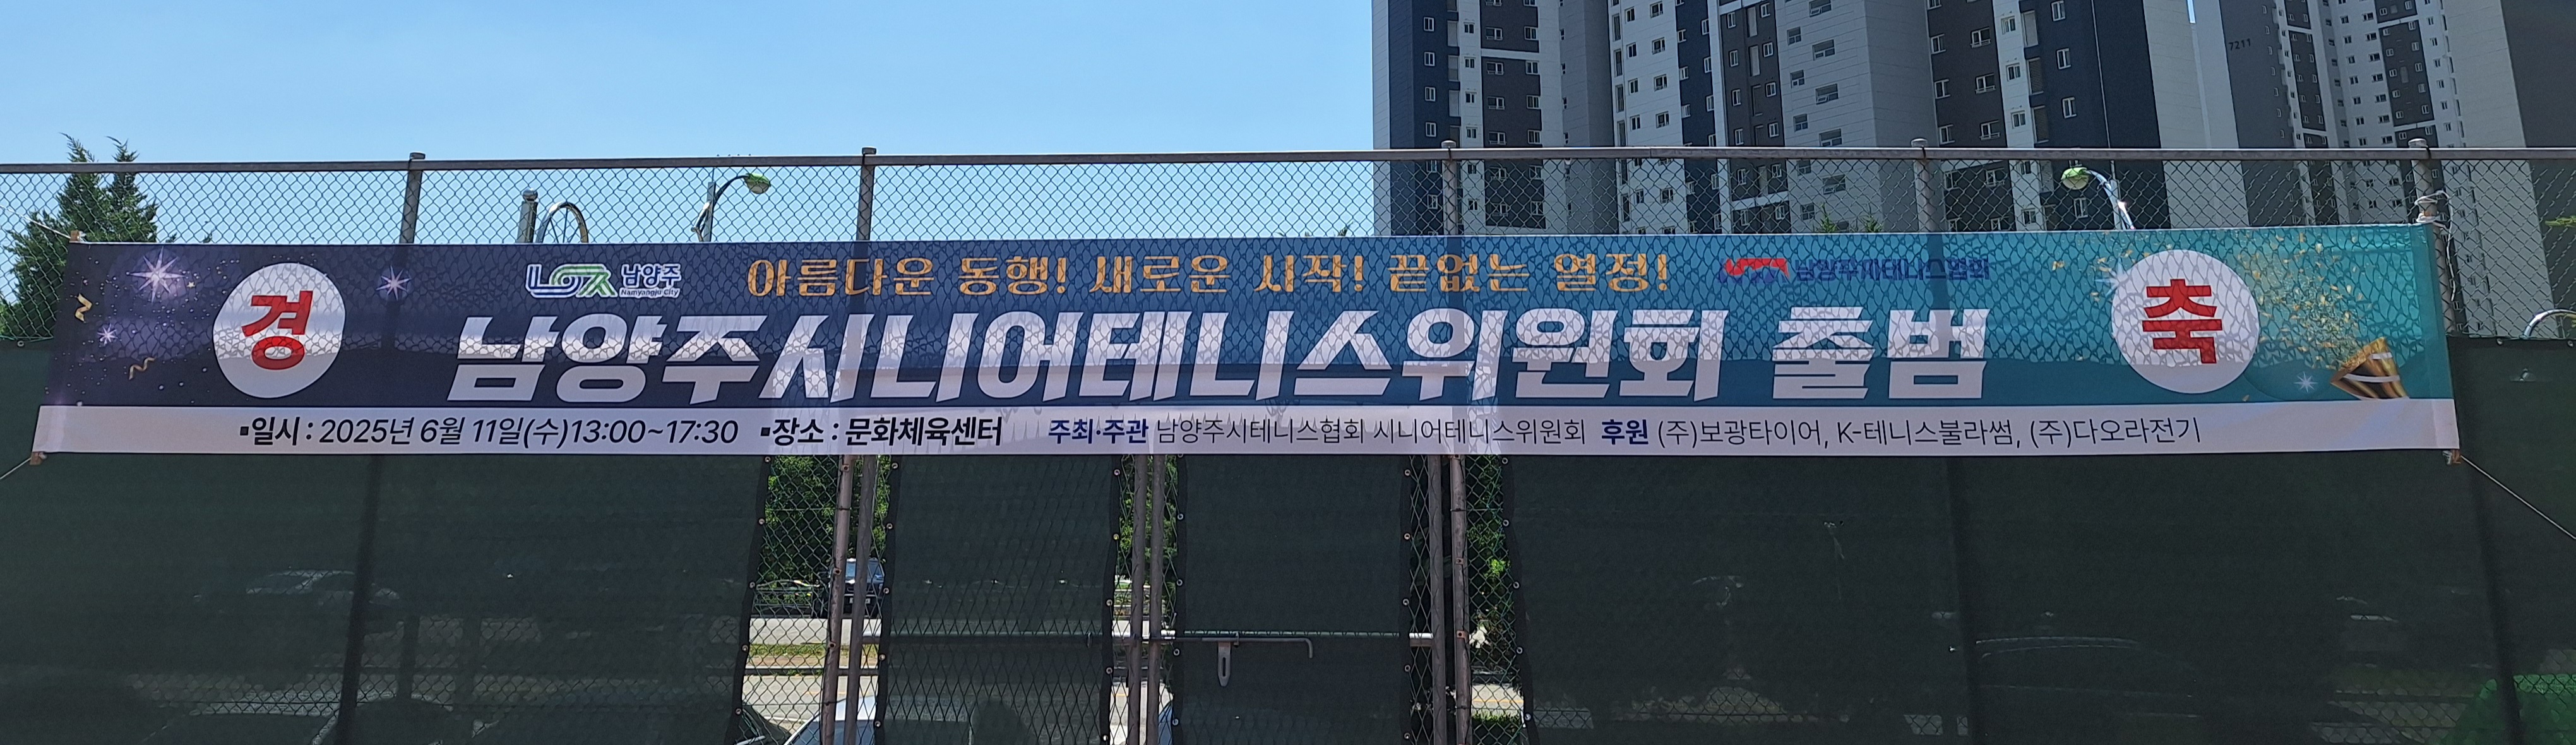 경 축
LOX 남양주 Namyangju City
아름다운 동행! 새로운 시작! 끝없는 열정!
남양주시테니스협회
남양주시니어테니스위원회 출범
▪일시 : 2025년 6월 11일(수)13:00~17:30 ▪장소 : 문화체육센터 주최·주관 남양주시테니스협회 시니어테니스위원회 후원 (주)보광타이어, K-테니스볼라썸, (주)다오라전기
7211